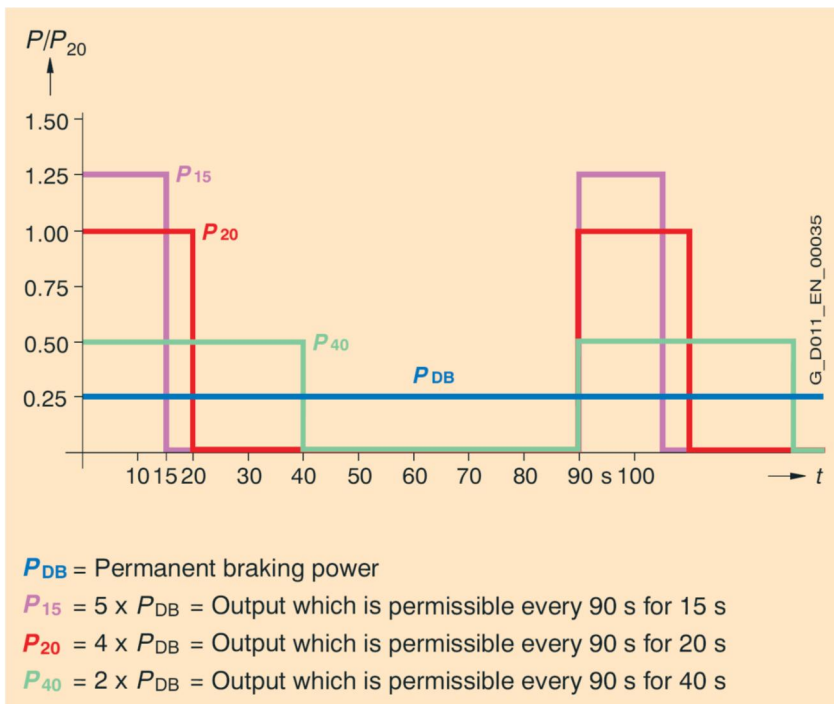 P/P20
1.50
1.25
P15
1.00
P20
0.75
0.50
P40
PDB
0.25
10 15 20 30 40 50 60 70 80 90 s 100 t
G_D011_EN_00035
PDB = Permanent braking power
P15 = 5 x PDB = Output which is permissible every 90 s for 15 s
P20 = 4 x PDB = Output which is permissible every 90 s for 20 s
P40 = 2 x PDB = Output which is permissible every 90 s for 40 s